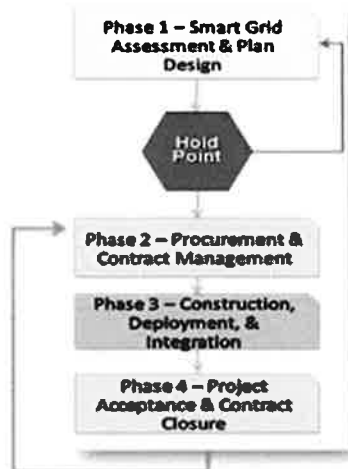 Phase 1 – Smart Grid
Assessment & Plan
Design
Hold
Point
Phase 2 – Procurement &
Contract Management
Phase 3 – Construction,
Deployment, &
Integration
Phase 4 – Project
Acceptance & Contract
Closure